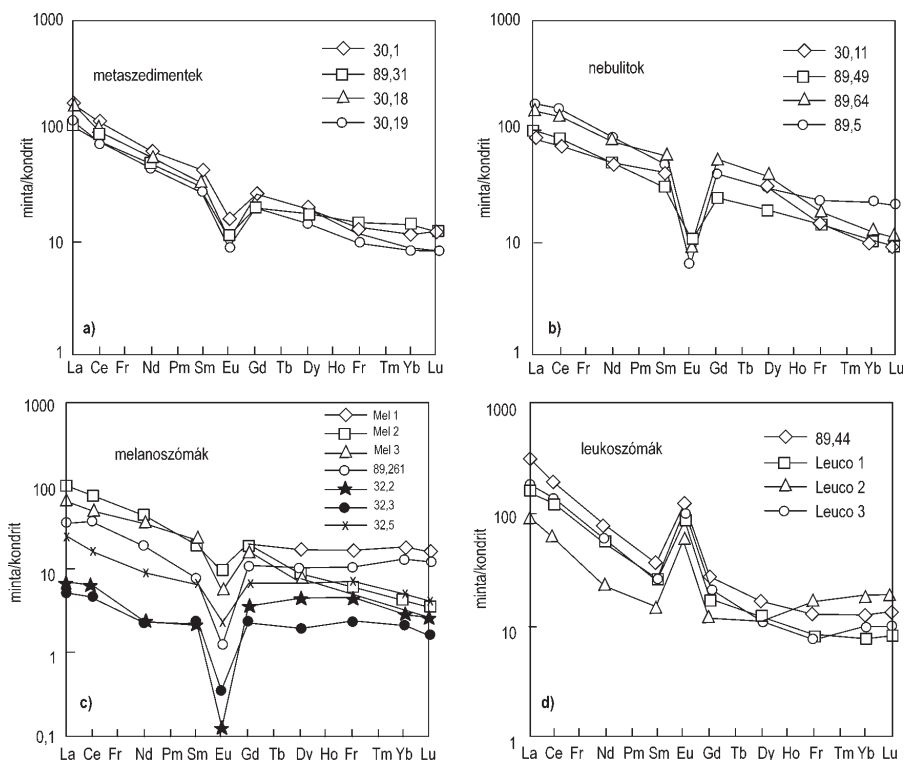 1000
100
10
1
minta/kondrit
metaszedimentek
30,1
89,31
30,18
30,19
a)
La Ce Fr Nd Pm Sm Eu Gd Tb Dy Ho Fr Tm Yb Lu
1000
100
10
1
minta/kondrit
nebulitok
30,11
89,49
89,64
89,5
b)
La Ce Fr Nd Pm Sm Eu Gd Tb Dy Ho Fr Tm Yb Lu
1000
100
10
1
0,1
minta/kondrit
melanoszómák
Mel 1
Mel 2
Mel 3
89,261
32,2
32,3
32,5
c)
La Ce Fr Nd Pm Sm Eu Gd Tb Dy Ho Fr Tm Yb Lu
1000
100
10
1
minta/kondrit
leukoszómák
89,44
Leuco 1
Leuco 2
Leuco 3
d)
La Ce Fr Nd Pm Sm Eu Gd Tb Dy Ho Fr Tm Yb Lu